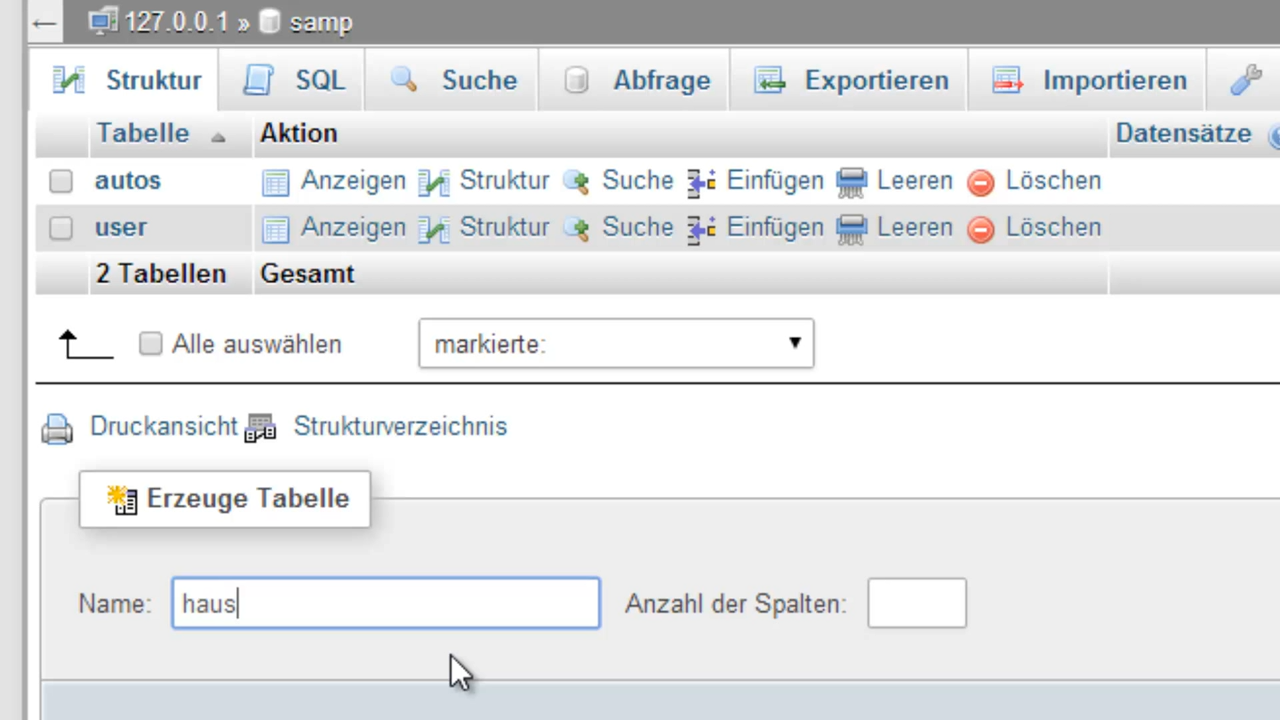 127.0.0.1 » samp
Struktur SQL Suche Abfrage Exportieren Importieren
Tabelle Aktion Datensätze
autos Anzeigen Struktur Suche Einfügen Leeren Löschen
user Anzeigen Struktur Suche Einfügen Leeren Löschen
2 Tabellen Gesamt
Alle auswählen markierte:
Druckansicht Strukturverzeichnis
Erzeuge Tabelle
Name: haus Anzahl der Spalten: